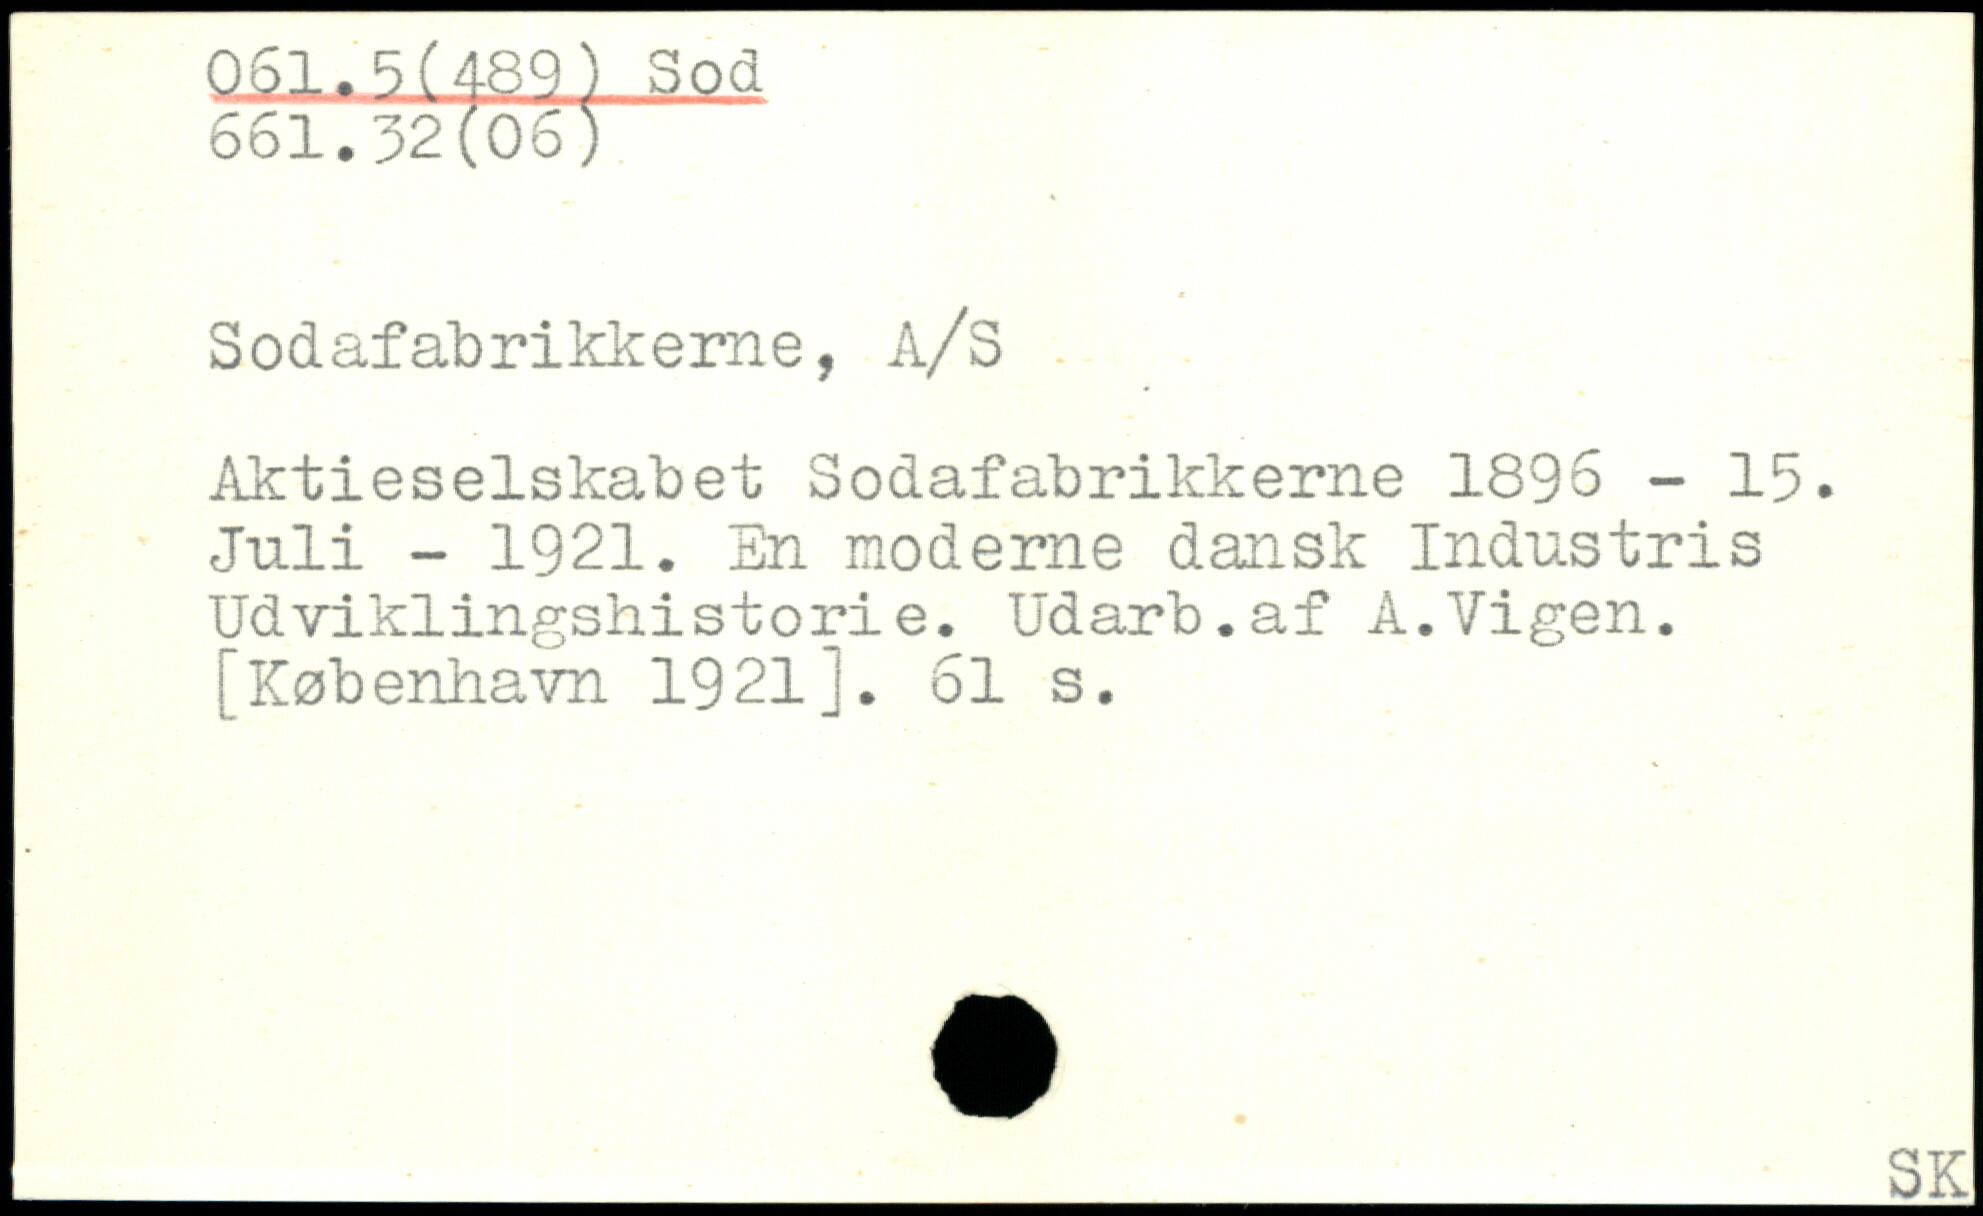 061.5(489) Sod
661.32(06)
Sodafabrikkerne, A/S
Aktieselskabet Sodafabrikkerne 1896 - 15.
Juli - 1921. En moderne dansk Industris
Udviklingshistorie. Udarb.af A.Vigen.
[København 1921]. 61 s.
SK